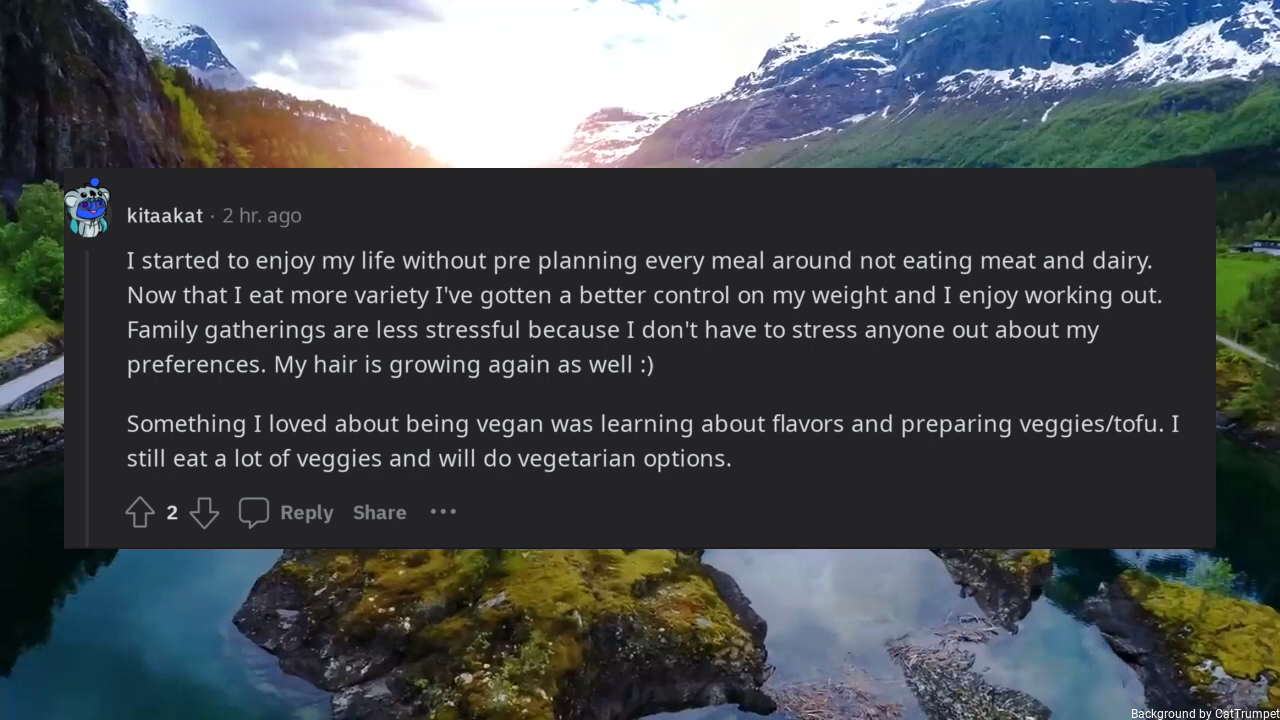 kitaakat · 2 hr. ago
I started to enjoy my life without pre planning every meal around not eating meat and dairy.
Now that I eat more variety I've gotten a better control on my weight and I enjoy working out.
Family gatherings are less stressful because I don't have to stress anyone out about my
preferences. My hair is growing again as well :)
Something I loved about being vegan was learning about flavors and preparing veggies/tofu. I
still eat a lot of veggies and will do vegetarian options.
2 Reply Share ···
Background by CatTrumpet